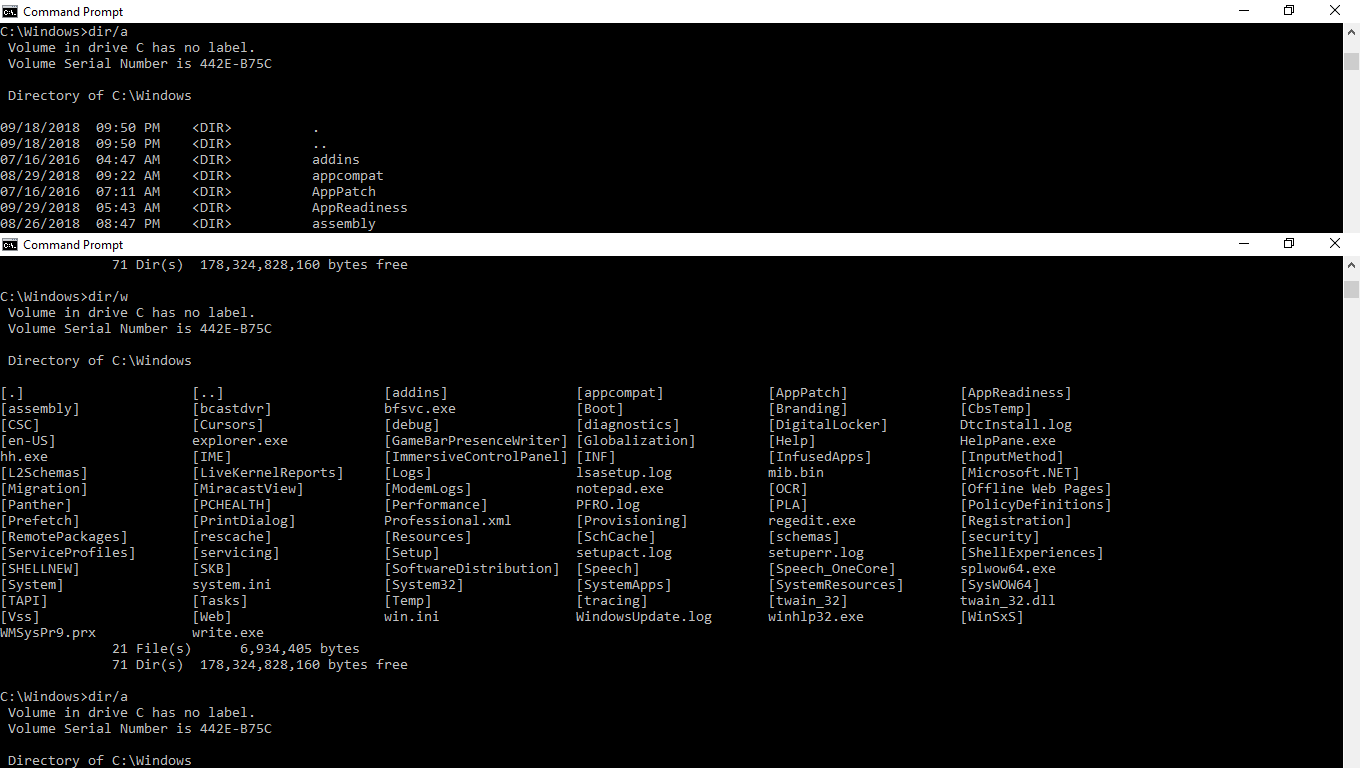 Command Prompt
C:\Windows>dir/a
 Volume in drive C has no label.
 Volume Serial Number is 442E-B75C

 Directory of C:\Windows

09/18/2018  09:50 PM    <DIR>          .
09/18/2018  09:50 PM    <DIR>          ..
07/16/2016  04:47 AM    <DIR>          addins
08/29/2018  09:22 AM    <DIR>          appcompat
07/16/2016  07:11 AM    <DIR>          AppPatch
09/29/2018  05:43 AM    <DIR>          AppReadiness
08/26/2018  08:47 PM    <DIR>          assembly
Command Prompt
              71 Dir(s)  178,324,828,160 bytes free

C:\Windows>dir/w
 Volume in drive C has no label.
 Volume Serial Number is 442E-B75C

 Directory of C:\Windows

[.]                     [..]                    [addins]                [appcompat]             [AppPatch]              [AppReadiness]
[assembly]              [bcastdvr]              bfsvc.exe               [Boot]                  [Branding]              [CbsTemp]
[CSC]                   [Cursors]               [debug]                 [diagnostics]           [DigitalLocker]         DtcInstall.log
[en-US]                 explorer.exe            [GameBarPresenceWriter] [Globalization]         [Help]                  HelpPane.exe
hh.exe                  [IME]                   [ImmersiveControlPanel] [INF]                   [InfusedApps]           [InputMethod]
[L2Schemas]             [LiveKernelReports]     [Logs]                  lsasetup.log            mib.bin                 [Microsoft.NET]
[Migration]             [MiracastView]          [ModemLogs]             notepad.exe             [OCR]                   [Offline Web Pages]
[Panther]               [PCHEALTH]              [Performance]           PFRO.log                [PLA]                   [PolicyDefinitions]
[Prefetch]              [PrintDialog]           Professional.xml        [Provisioning]          regedit.exe             [Registration]
[RemotePackages]        [rescache]              [Resources]             [SchCache]              [schemas]               [security]
[ServiceProfiles]       [servicing]             [Setup]                 setupact.log            setuperr.log            [ShellExperiences]
[SHELLNEW]              [SKB]                   [SoftwareDistribution]  [Speech]                [Speech_OneCore]        splwow64.exe
[System]                system.ini              [System32]              [SystemApps]            [SystemResources]       [SysWOW64]
[TAPI]                  [Tasks]                 [Temp]                  [tracing]               [twain_32]              twain_32.dll
[Vss]                   [Web]                   win.ini                 WindowsUpdate.log       winhlp32.exe            [WinSxS]
WMSysPr9.prx            write.exe
              21 File(s)      6,934,405 bytes
              71 Dir(s)  178,324,828,160 bytes free

C:\Windows>dir/a
 Volume in drive C has no label.
 Volume Serial Number is 442E-B75C

 Directory of C:\Windows